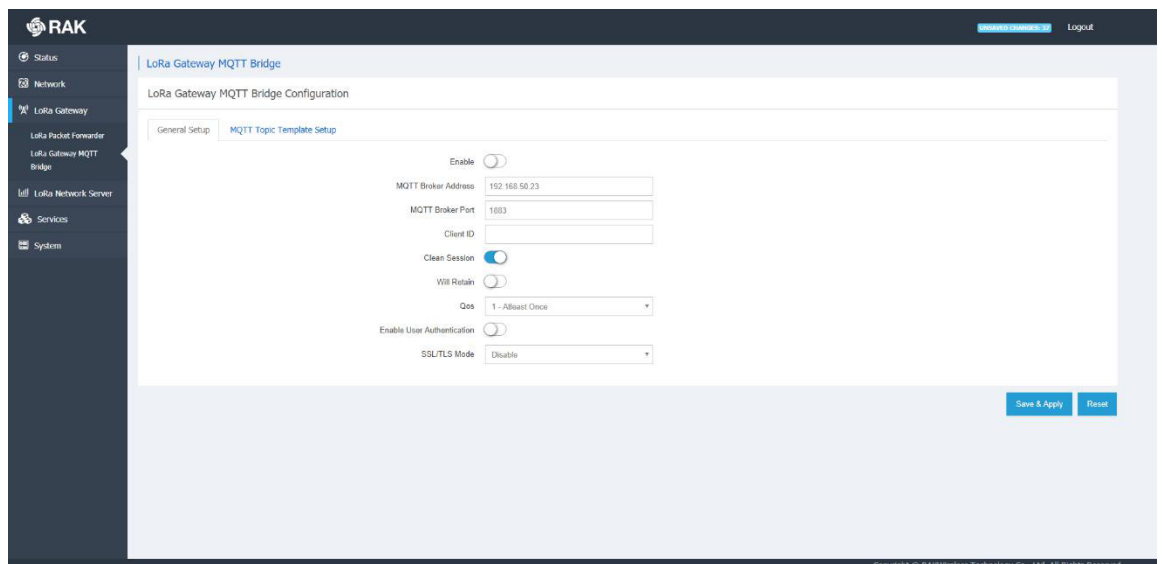 RAK
UNSAVED CHANGES: 37
Logout
Status
Network
LoRa Gateway
LoRa Packet Forwarder
LoRa Gateway MQTT
Bridge
LoRa Network Server
Services
System
LoRa Gateway MQTT Bridge
LoRa Gateway MQTT Bridge Configuration
General Setup
MQTT Topic Template Setup
Enable
MQTT Broker Address 192.168.50.23
MQTT Broker Port 1883
Client ID
Clean Session
Will Retain
Qos 1 - Atleast Once
Enable User Authentication
SSL/TLS Mode Disable
Save & Apply
Reset